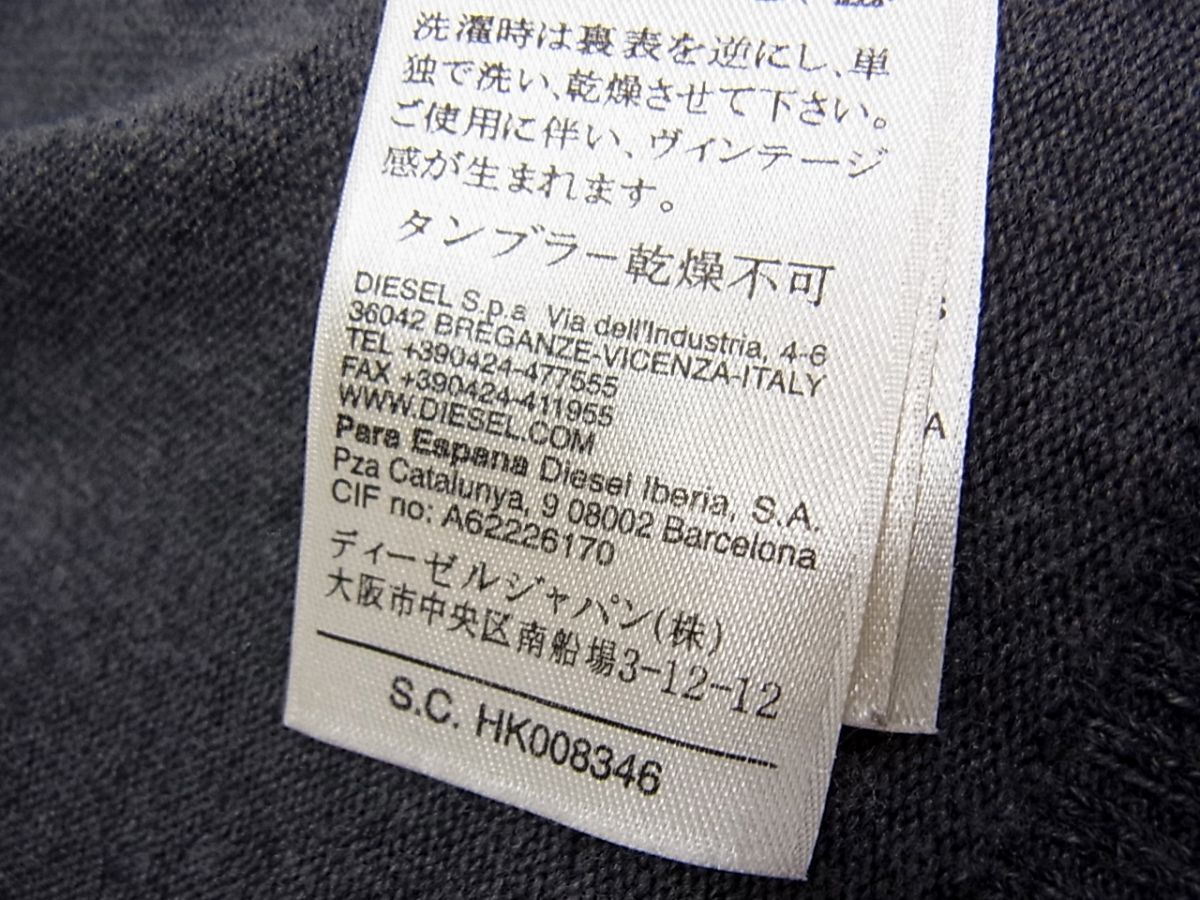 洗濯時は裏表を逆にし、単
独で洗い、乾燥させて下さい。
ご使用に伴い、ヴィンテージ
感が生まれます。
タンブラー乾燥不可
DIESEL S.p.a Via dell'Industria, 4-6
36042 BREGANZE-VICENZA-ITALY
TEL +390424-477555
FAX +390424-411955
WWW.DIESEL.COM
Para Espana Diesel Iberia, S.A.
Pza Catalunya, 9 08002 Barcelona
CIF no: A62226170
ディーゼルジャパン(株)
大阪市中央区南船場3-12-12
S.C. HK008346
A